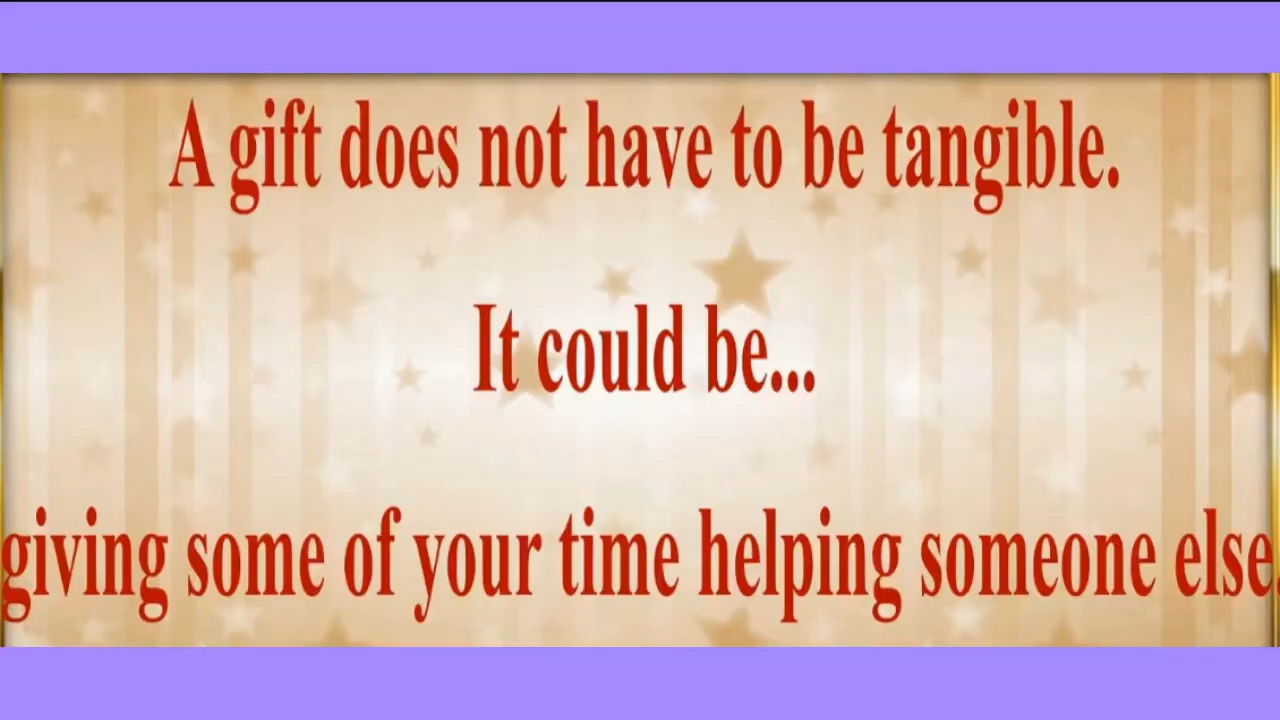 A gift does not have to be tangible.
It could be...
giving some of your time helping someone else.